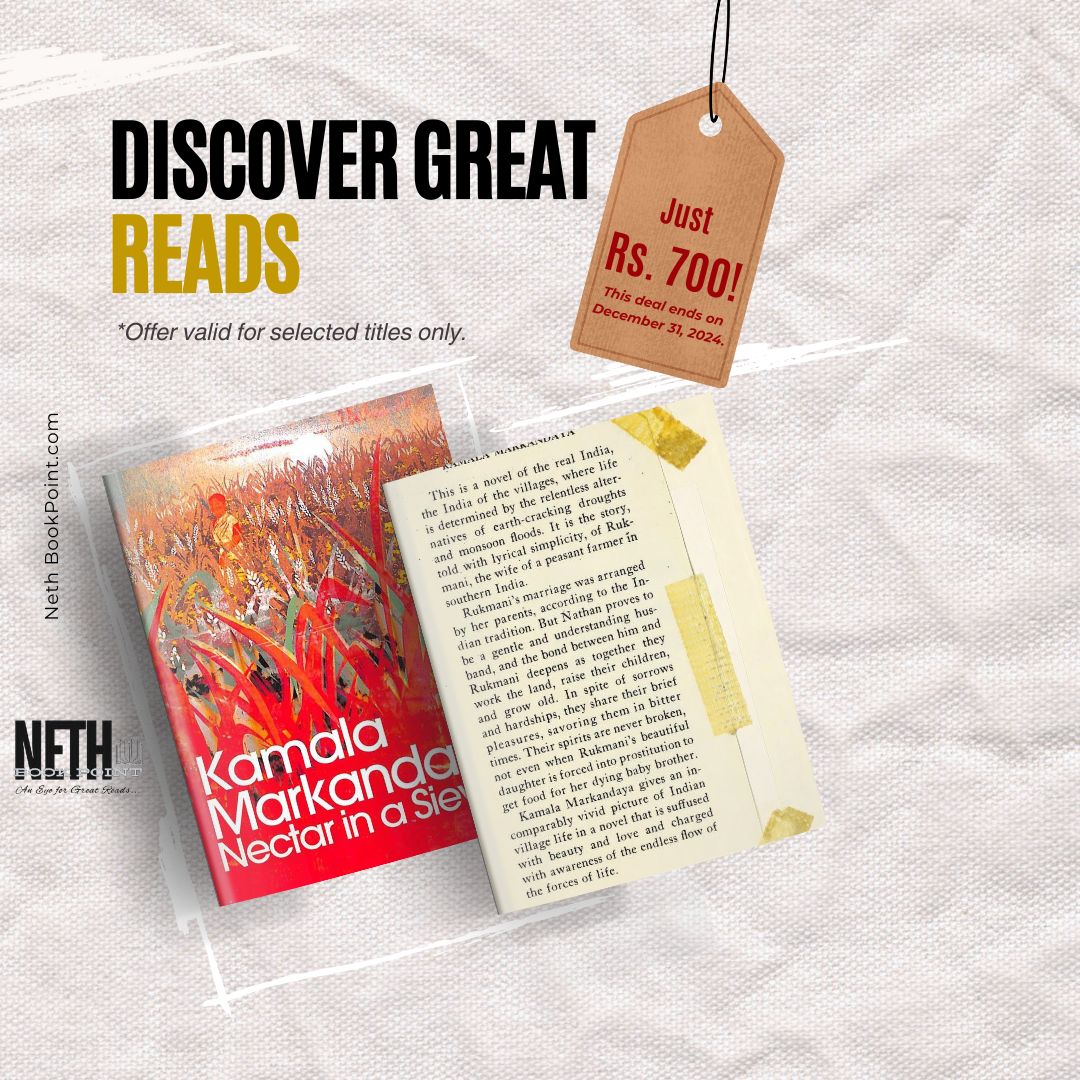 DISCOVER GREAT
READS
*Offer valid for selected titles only.
Just
Rs. 700!
This deal ends on
December 31, 2024.
Neth BookPoint.com
NETH
BOOK POINT
An Eye for Great Reads...
Kamala
Markanda
Nectar in a Sie
KAMALA MARKANDAYA
This is a novel of the real India,
the India of the villages, where life
is determined by the relentless alter-
natives of earth-cracking droughts
and monsoon floods. It is the story,
told with lyrical simplicity, of Ruk-
mani, the wife of a peasant farmer in
southern India.
Rukmani's marriage was arranged
by her parents, according to the In-
dian tradition. But Nathan proves to
be a gentle and understanding hus-
band, and the bond between him and
Rukmani deepens as together they
work the land, raise their children,
and grow old. In spite of sorrows
and hardships, they share their brief
pleasures, savoring them in bitter
times. Their spirits are never broken,
not even when Rukmani's beautiful
daughter is forced into prostitution to
get food for her dying baby brother.
Kamala Markandaya gives an in-
comparably vivid picture of Indian
village life in a novel that is suffused
with beauty and love and charged
with awareness of the endless flow of
the forces of life.